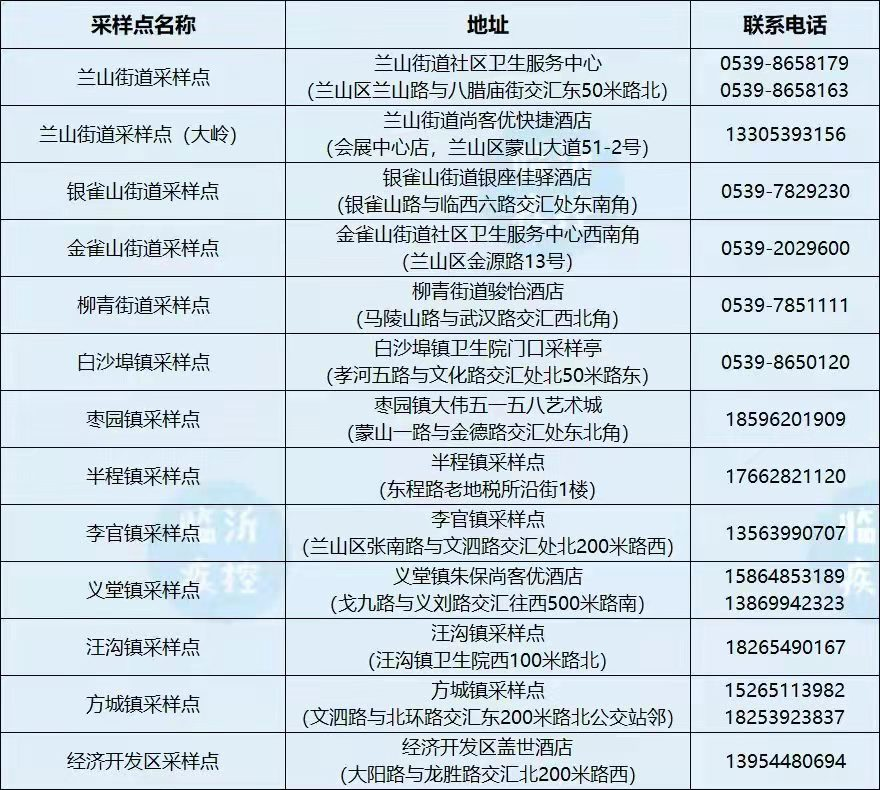 采样点名称 地址 联系电话
兰山街道采样点
兰山街道社区卫生服务中心
(兰山区兰山路与八腊庙街交汇东50米路北)
0539-8658179
0539-8658163
兰山街道采样点（大岭）
兰山街道尚客优快捷酒店
(会展中心店，兰山区蒙山大道51-2号)
13305393156
银雀山街道采样点
银雀山街道银座佳驿酒店
(银雀山路与临西六路交汇处东南角)
0539-7829230
金雀山街道采样点
金雀山街道社区卫生服务中心西南角
(兰山区金源路13号)
0539-2029600
柳青街道采样点
柳青街道骏怡酒店
(马陵山路与武汉路交汇西北角)
0539-7851111
白沙埠镇采样点
白沙埠镇卫生院门口采样亭
(孝河五路与文化路交汇处北50米路东)
0539-8650120
枣园镇采样点
枣园镇大伟五一五八艺术城
(蒙山一路与金德路交汇处东北角)
18596201909
半程镇采样点
半程镇采样点
(东程路老地税所沿街1楼)
17662821120
李官镇采样点
李官镇采样点
(兰山区张南路与文泗路交汇处北200米路西)
13563990707
义堂镇采样点
义堂镇朱保尚客优酒店
(戈九路与义刘路交汇往西500米路南)
15864853189
13869942323
汪沟镇采样点
汪沟镇采样点
(汪沟镇卫生院西100米路北)
18265490167
方城镇采样点
方城镇采样点
(文泗路与北环路交汇东200米路北公交站邻)
15265113982
18253923837
经济开发区采样点
经济开发区盖世酒店
(大阳路与龙胜路交汇北200米路西)
13954480694
临沂
疾控
临
疾